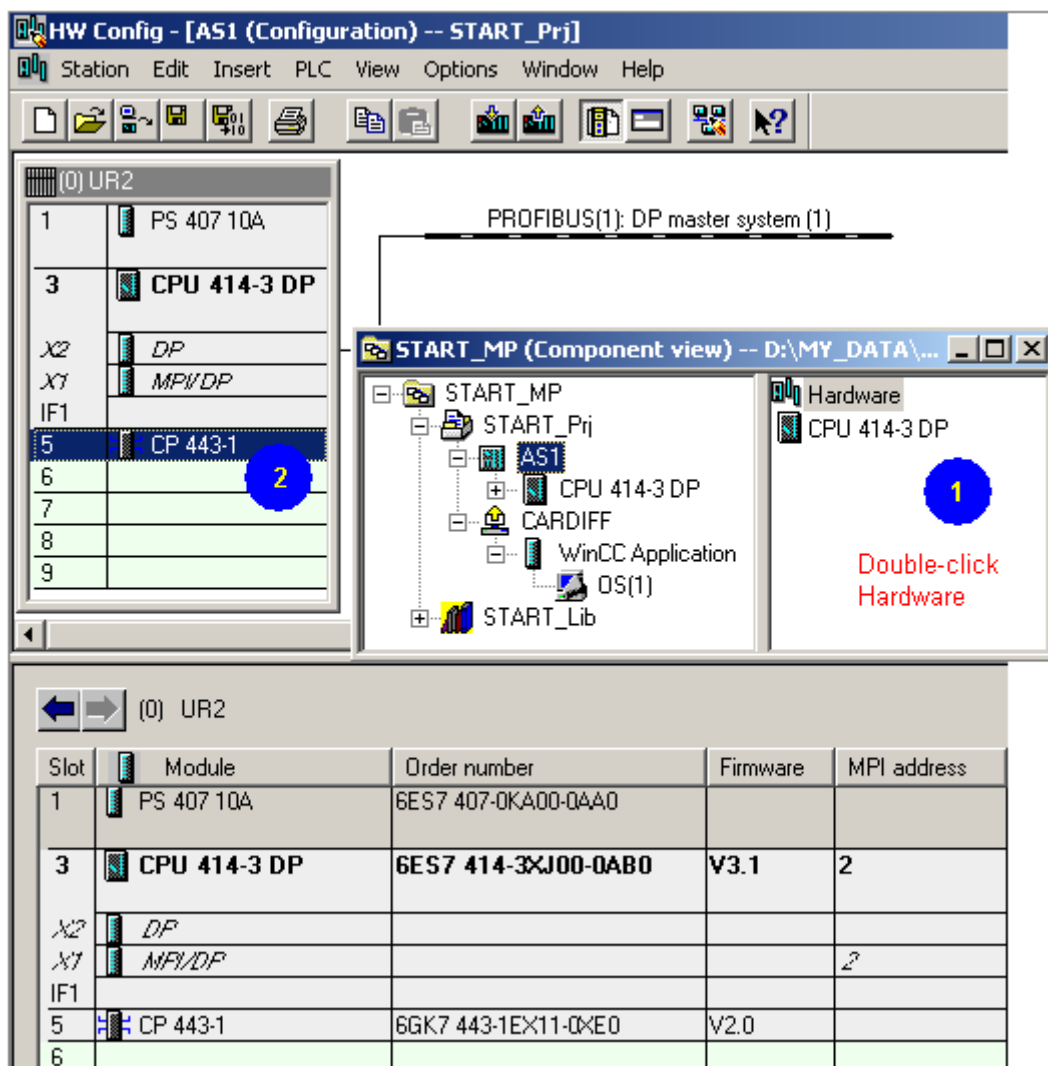 HW Config - [AS1 (Configuration) -- START_Prj]
Station Edit Insert PLC View Options Window Help
(0) UR2
1 PS 407 10A
3 CPU 414-3 DP
X2 DP
X1 MPI/DP
IF1
5 CP 443-1
6
7
8
9
2
PROFIBUS(1): DP master system (1)
START_MP (Component view) -- D:\MY_DATA\...
START_MP
START_Prj
AS1
CPU 414-3 DP
CARDIFF
WinCC Application
OS(1)
START_Lib
Hardware
CPU 414-3 DP
1
Double-click
Hardware
(0) UR2
Slot Module Order number Firmware MPI address
1 PS 407 10A 6ES7 407-0KA00-0AA0
3 CPU 414-3 DP 6ES7 414-3XJ00-0AB0 V3.1 2
X2 DP
X1 MPI/DP 2
IF1
5 CP 443-1 6GK7 443-1EX11-0XE0 V2.0
6